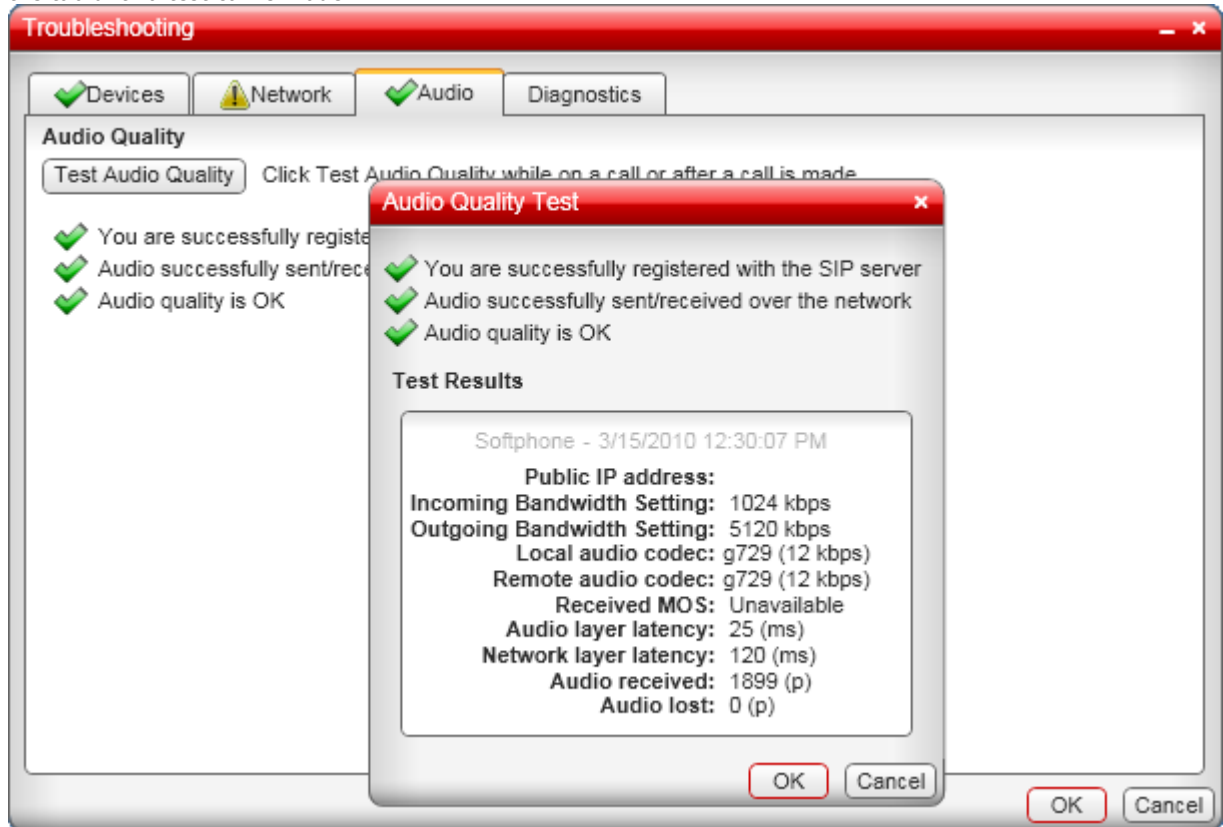 Troubleshooting
Devices Network Audio Diagnostics
Audio Quality
Test Audio Quality Click Test Audio Quality while on a call or after a call is made
You are successfully registe
Audio successfully sent/rece
Audio quality is OK
Audio Quality Test
You are successfully registered with the SIP server
Audio successfully sent/received over the network
Audio quality is OK
Test Results
Softphone - 3/15/2010 12:30:07 PM
Public IP address:
Incoming Bandwidth Setting: 1024 kbps
Outgoing Bandwidth Setting: 5120 kbps
Local audio codec: g729 (12 kbps)
Remote audio codec: g729 (12 kbps)
Received MOS: Unavailable
Audio layer latency: 25 (ms)
Network layer latency: 120 (ms)
Audio received: 1899 (p)
Audio lost: 0 (p)
OK Cancel
OK Cancel